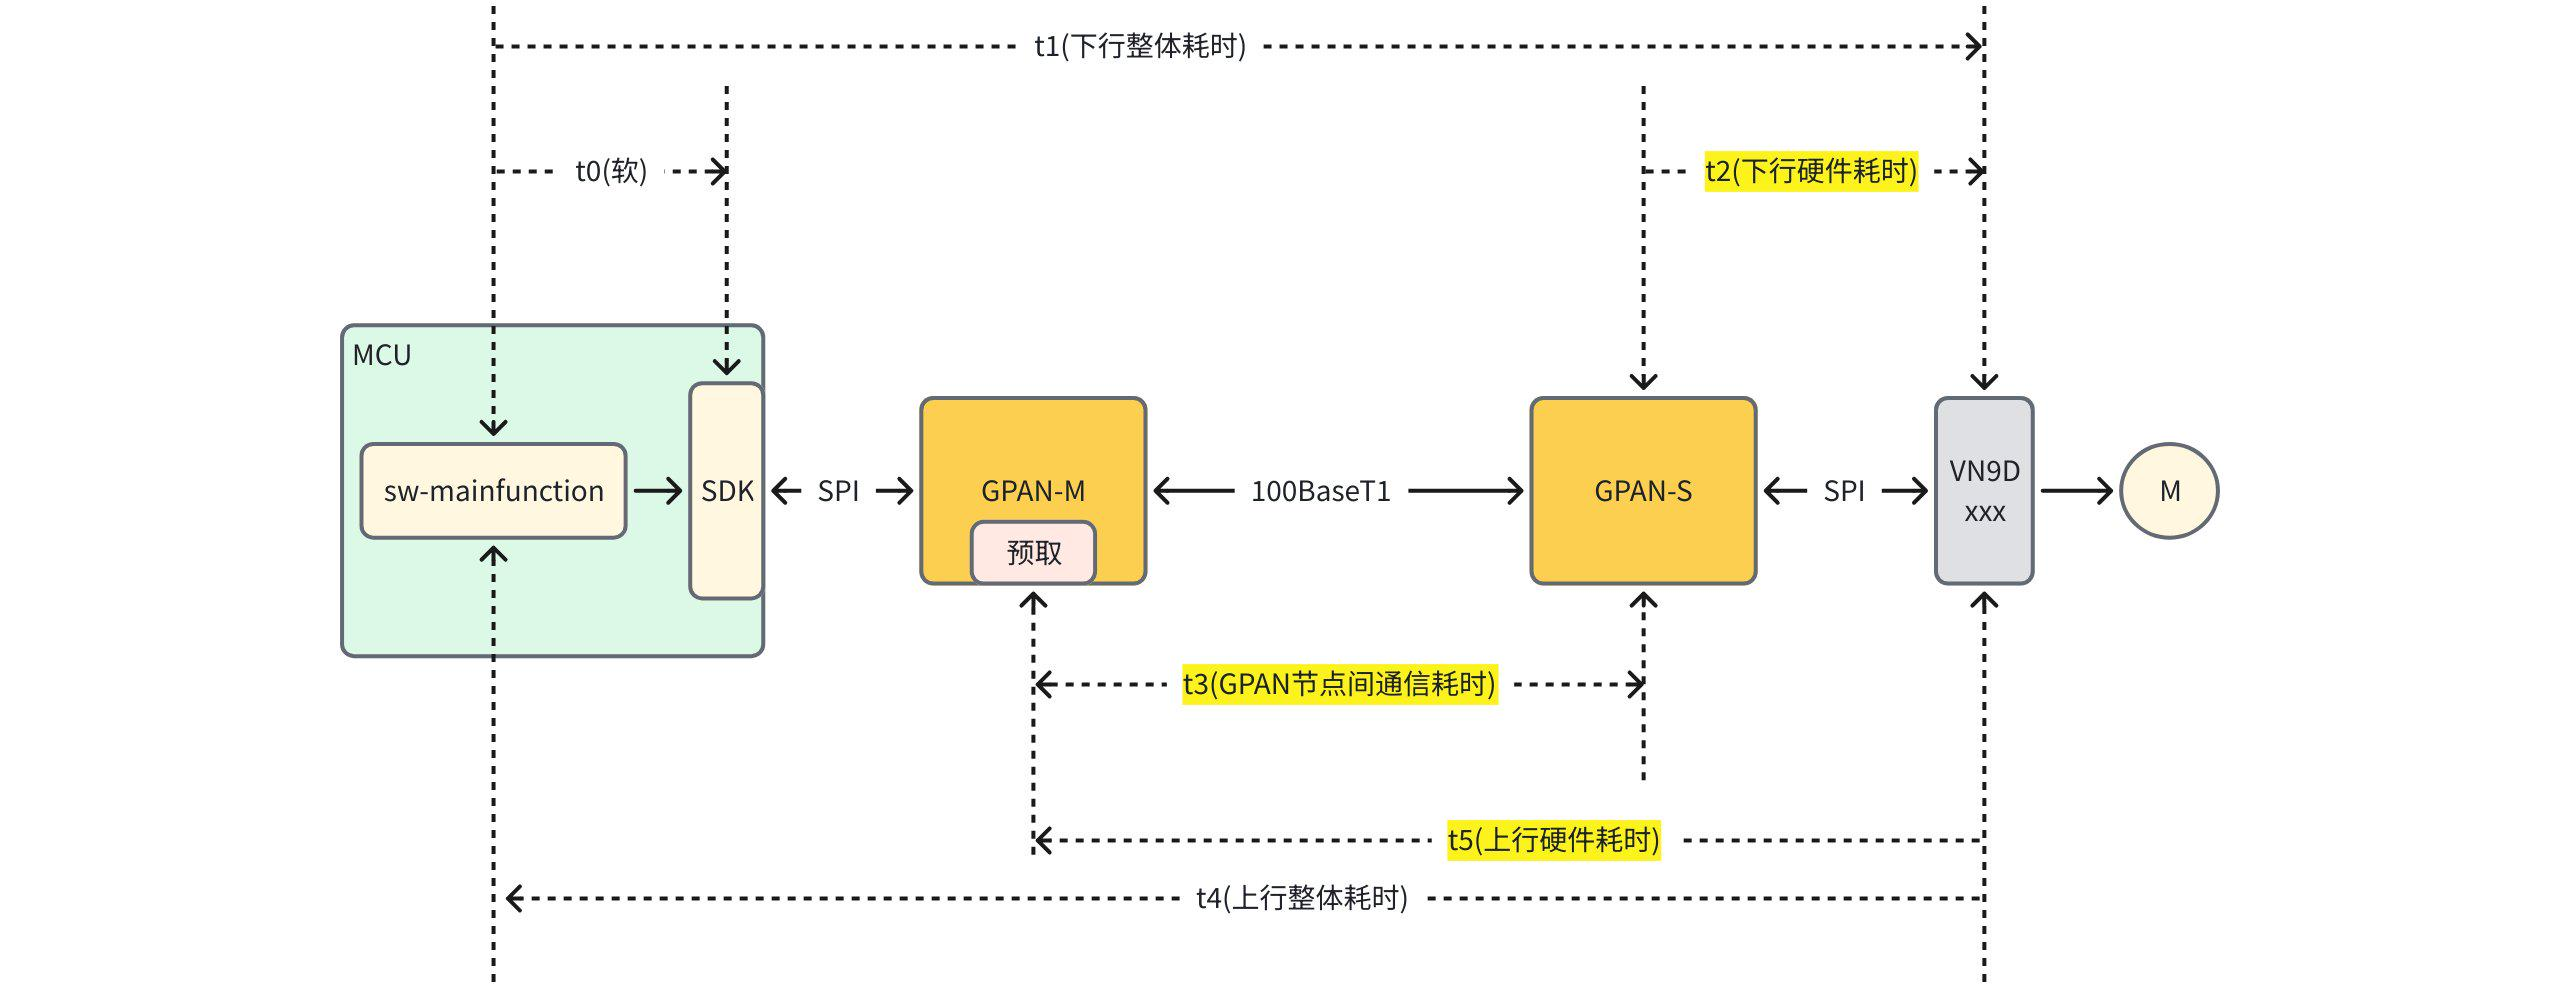 t1(下行整体耗时)
t0(软)
t2(下行硬件耗时)
MCU
sw-mainfunction
SDK
SPI
GPAN-M
预取
100BaseT1
GPAN-S
SPI
VN9D
xxx
M
t3(GPAN节点间通信耗时)
t5(上行硬件耗时)
t4(上行整体耗时)